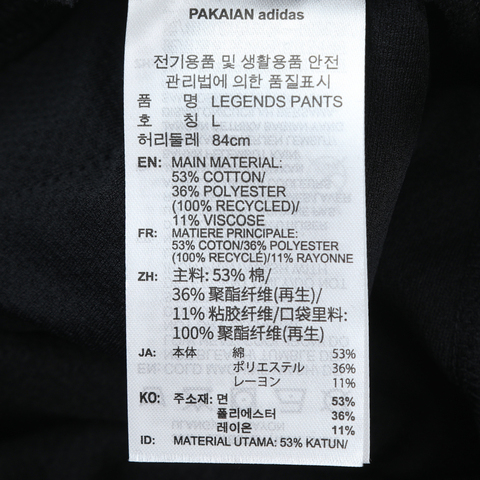 PAKAIAN adidas
전기용품 및 생활용품 안전
관리법에 의한 품질표시
품 명 LEGENDS PANTS
호 칭 L
허리둘레 84cm
EN: MAIN MATERIAL:
53% COTTON/
36% POLYESTER
(100% RECYCLED)/
11% VISCOSE
FR: MATIERE PRINCIPALE:
53% COTON/36% POLYESTER
(100% RECYCLÉ)/11% RAYONNE
ZH: 主料: 53% 棉/
36% 聚酯纤维(再生)/
11% 粘胶纤维/口袋里料:
100% 聚酯纤维(再生)
JA: 本体 綿 53%
ポリエステル 36%
レーヨン 11%
KO: 주소재: 면 53%
폴리에스터 36%
레이온 11%
ID: MATERIAL UTAMA: 53% KATUN/